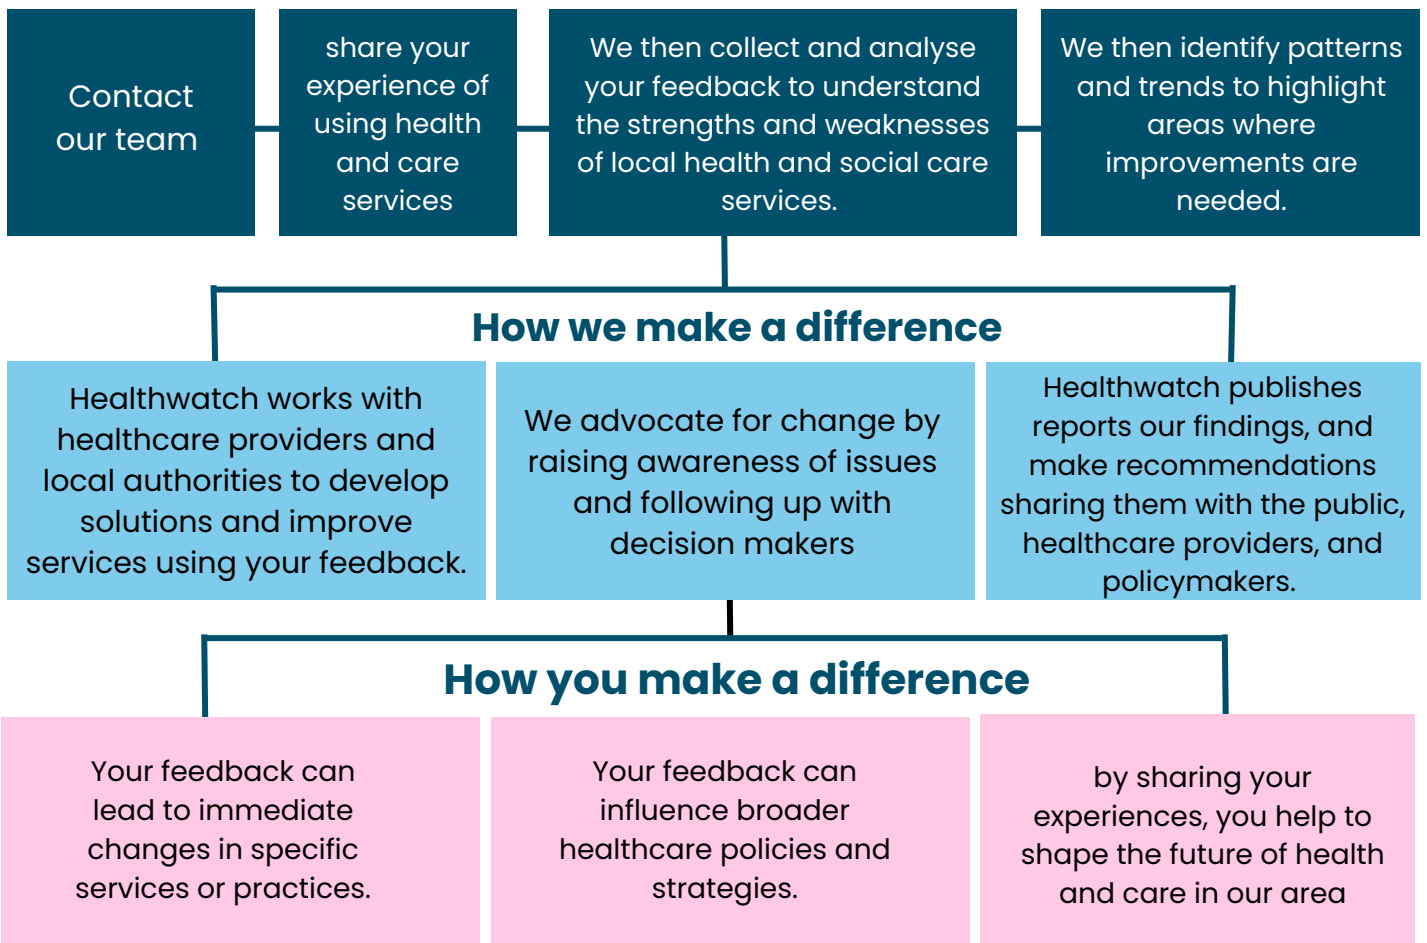 Contact
our team
share your
experience of
using health
and care
services
We then collect and analyse
your feedback to understand
the strengths and weaknesses
of local health and social care
services.
We then identify patterns
and trends to highlight
areas where
improvements are
needed.
How we make a difference
Healthwatch works with
healthcare providers and
local authorities to develop
solutions and improve
services using your feedback.
We advocate for change by
raising awareness of issues
and following up with
decision makers
Healthwatch publishes
reports our findings, and
make recommendations
sharing them with the public,
healthcare providers, and
policymakers.
How you make a difference
Your feedback can
lead to immediate
changes in specific
services or practices.
Your feedback can
influence broader
healthcare policies and
strategies.
by sharing your
experiences, you help to
shape the future of health
and care in our area